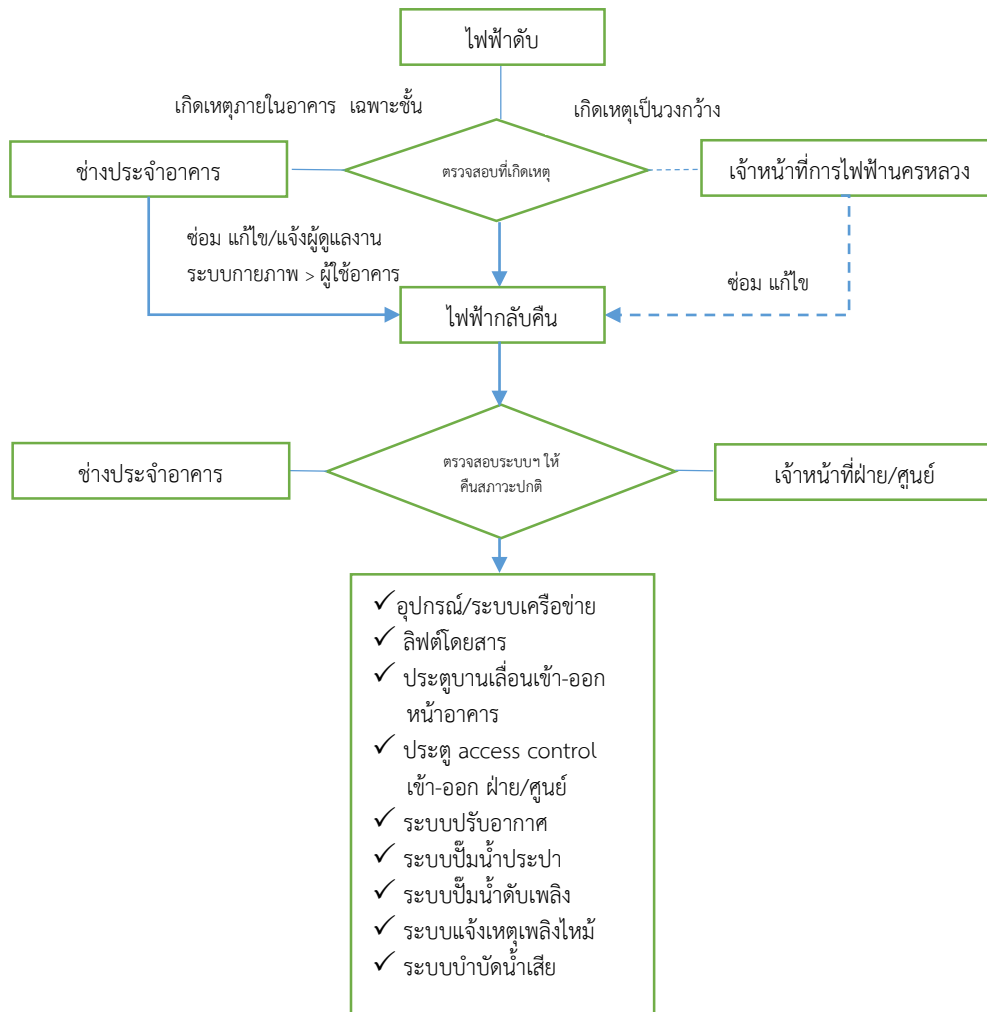 ไฟฟ้าดับ
เกิดเหตุภายในอาคาร เฉพาะชั้น
เกิดเหตุเป็นวงกว้าง
ช่างประจำอาคาร
ตรวจสอบที่เกิดเหตุ
เจ้าหน้าที่การไฟฟ้านครหลวง
ซ่อม แก้ไข/แจ้งผู้ดูแลงาน
ระบบกายภาพ > ผู้ใช้อาคาร
ซ่อม แก้ไข
ไฟฟ้ากลับคืน
ช่างประจำอาคาร
ตรวจสอบระบบฯ ให้
คืนสภาวะปกติ
เจ้าหน้าที่ฝ่าย/ศูนย์
✓ อุปกรณ์/ระบบเครือข่าย
✓ ลิฟต์โดยสาร
✓ ประตูบานเลื่อนเข้า-ออก
หน้าอาคาร
✓ ประตู access control
เข้า-ออก ฝ่าย/ศูนย์
✓ ระบบปรับอากาศ
✓ ระบบปั๊มน้ำประปา
✓ ระบบปั๊มน้ำดับเพลิง
✓ ระบบแจ้งเหตุเพลิงไหม้
✓ ระบบบำบัดน้ำเสีย